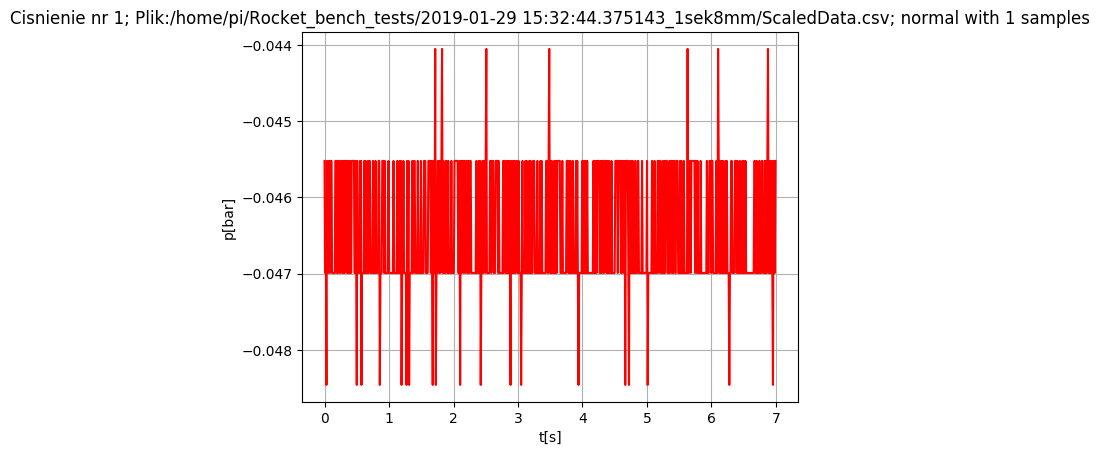 Cisnienie nr 1; Plik:/home/pi/Rocket_bench_tests/2019-01-29 15:32:44.375143_1sek8mm/ScaledData.csv; normal with 1 samples
−0.044
−0.045
−0.046
−0.047
−0.048
p[bar]
0 1 2 3 4 5 6 7
t[s]